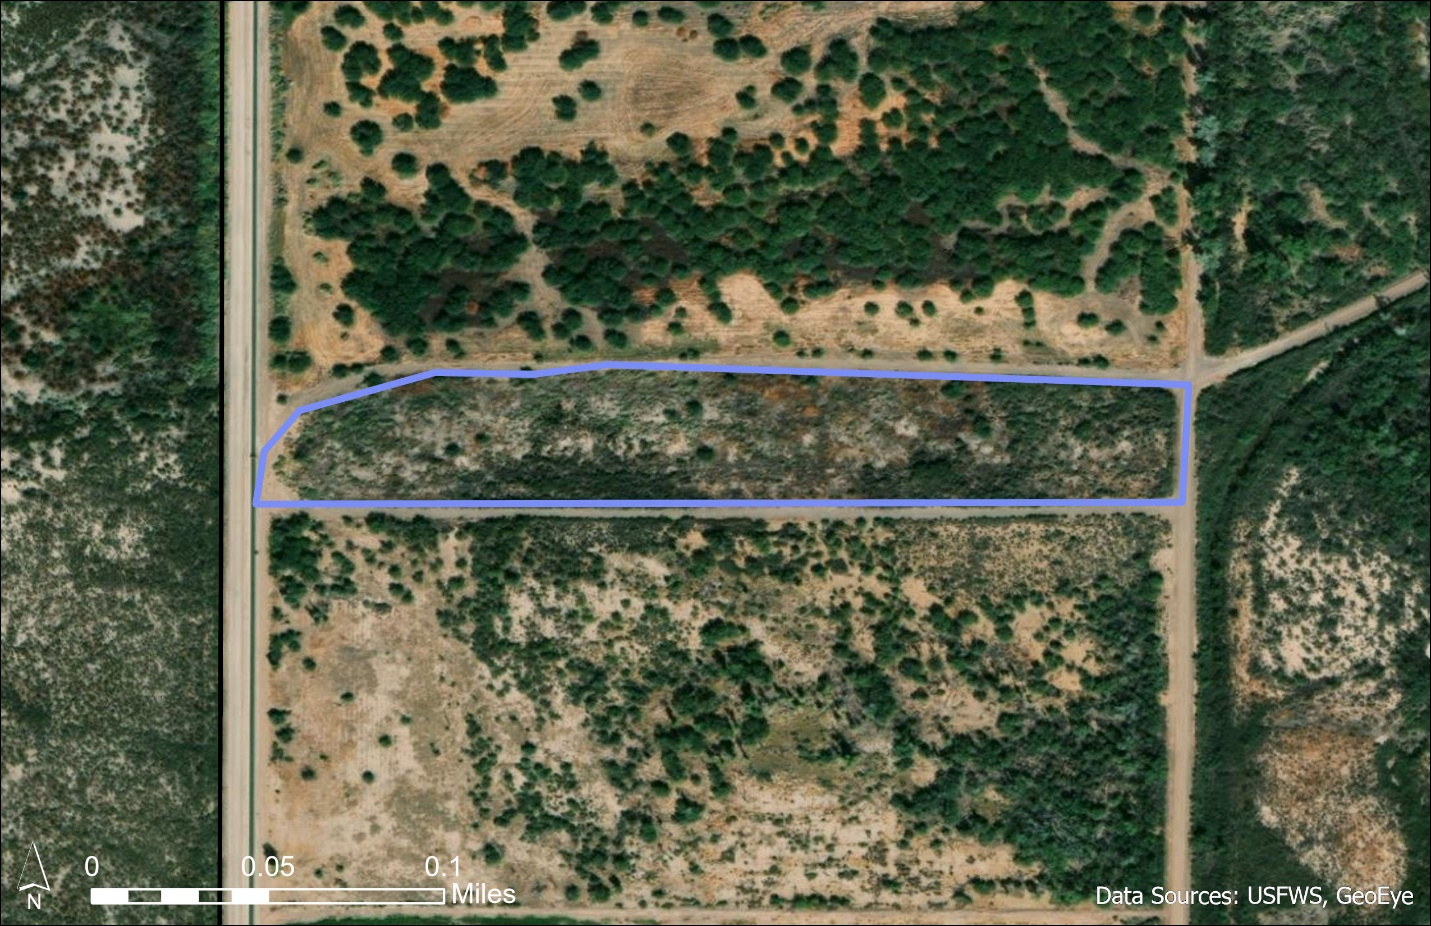 0 0.05 0.1
Miles
N
Data Sources: USFWS, GeoEye